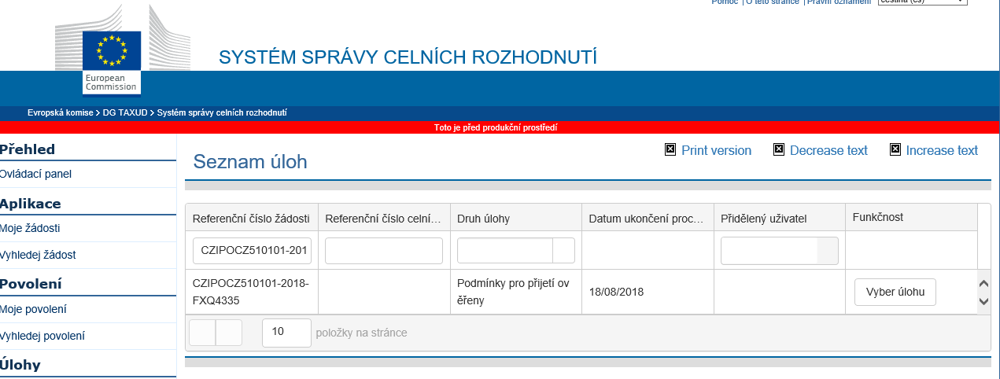 Pomoc | O této stránce | Právní oznámení čeština (cs)
SYSTÉM SPRÁVY CELNÍCH ROZHODNUTÍ
European
Commission
Evropská komise > DG TAXUD > Systém správy celních rozhodnutí
Toto je před produkční prostředí
Přehled
Ovládací panel
Aplikace
Moje žádosti
Vyhledej žádost
Povolení
Moje povolení
Vyhledej povolení
Úlohy
Print version Decrease text Increase text
Seznam úloh
Referenční číslo žádosti Referenční číslo celní… Druh úlohy Datum ukončení proc… Přidělený uživatel Funkčnost
CZIPOCZ510101-201
CZIPOCZ510101-2018-
FXQ4335
Podmínky pro přijetí ov
ěřeny
18/08/2018
Vyber úlohu
10 položky na stránce